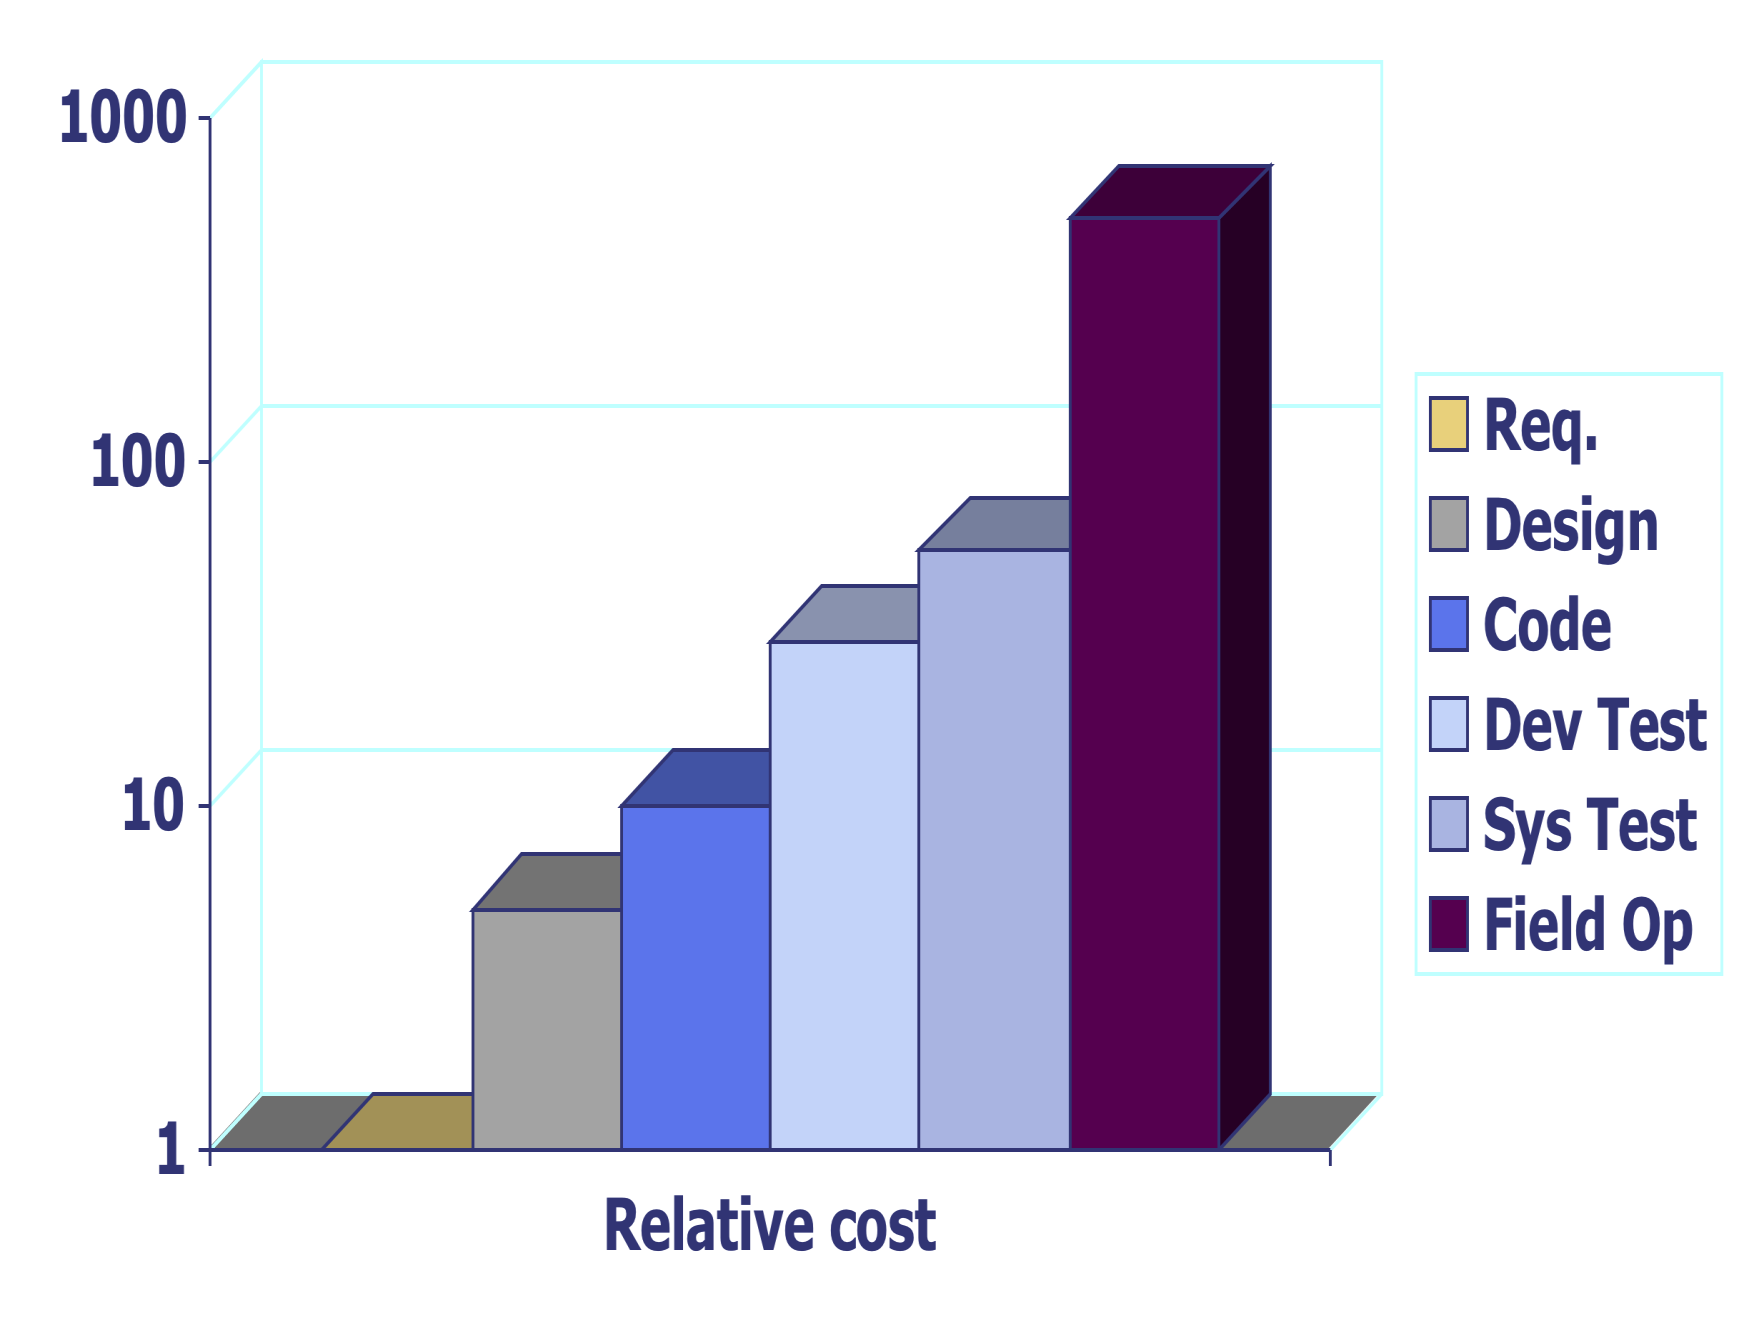 1000
100
10
1
Relative cost
Req.
Design
Code
Dev Test
Sys Test
Field Op